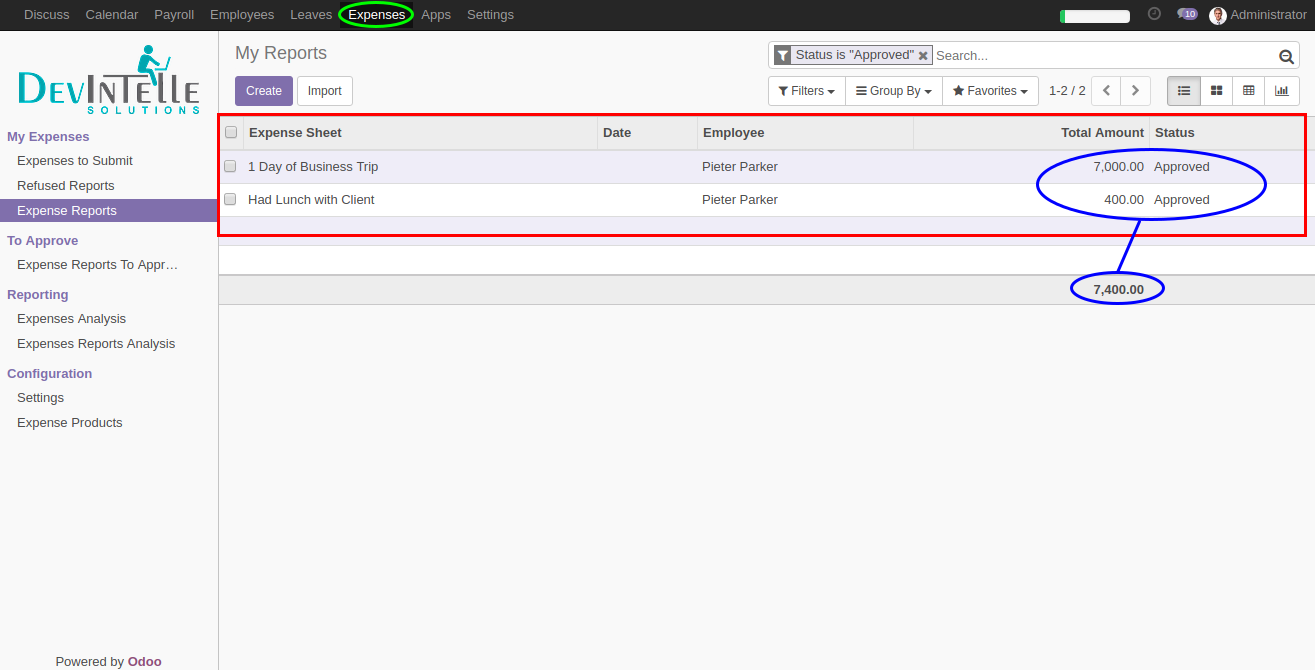 Discuss Calendar Payroll Employees Leaves Expenses Apps Settings 10 Administrator
DEVINTELLE
SOLUTIONS
My Expenses
Expenses to Submit
Refused Reports
Expense Reports
To Approve
Expense Reports To Appr…
Reporting
Expenses Analysis
Expenses Reports Analysis
Configuration
Settings
Expense Products
Powered by Odoo
My Reports
Status is "Approved" Search...
Create Import
Filters Group By Favorites 1-2 / 2
Expense Sheet Date Employee Total Amount Status
1 Day of Business Trip Pieter Parker 7,000.00 Approved
Had Lunch with Client Pieter Parker 400.00 Approved
7,400.00